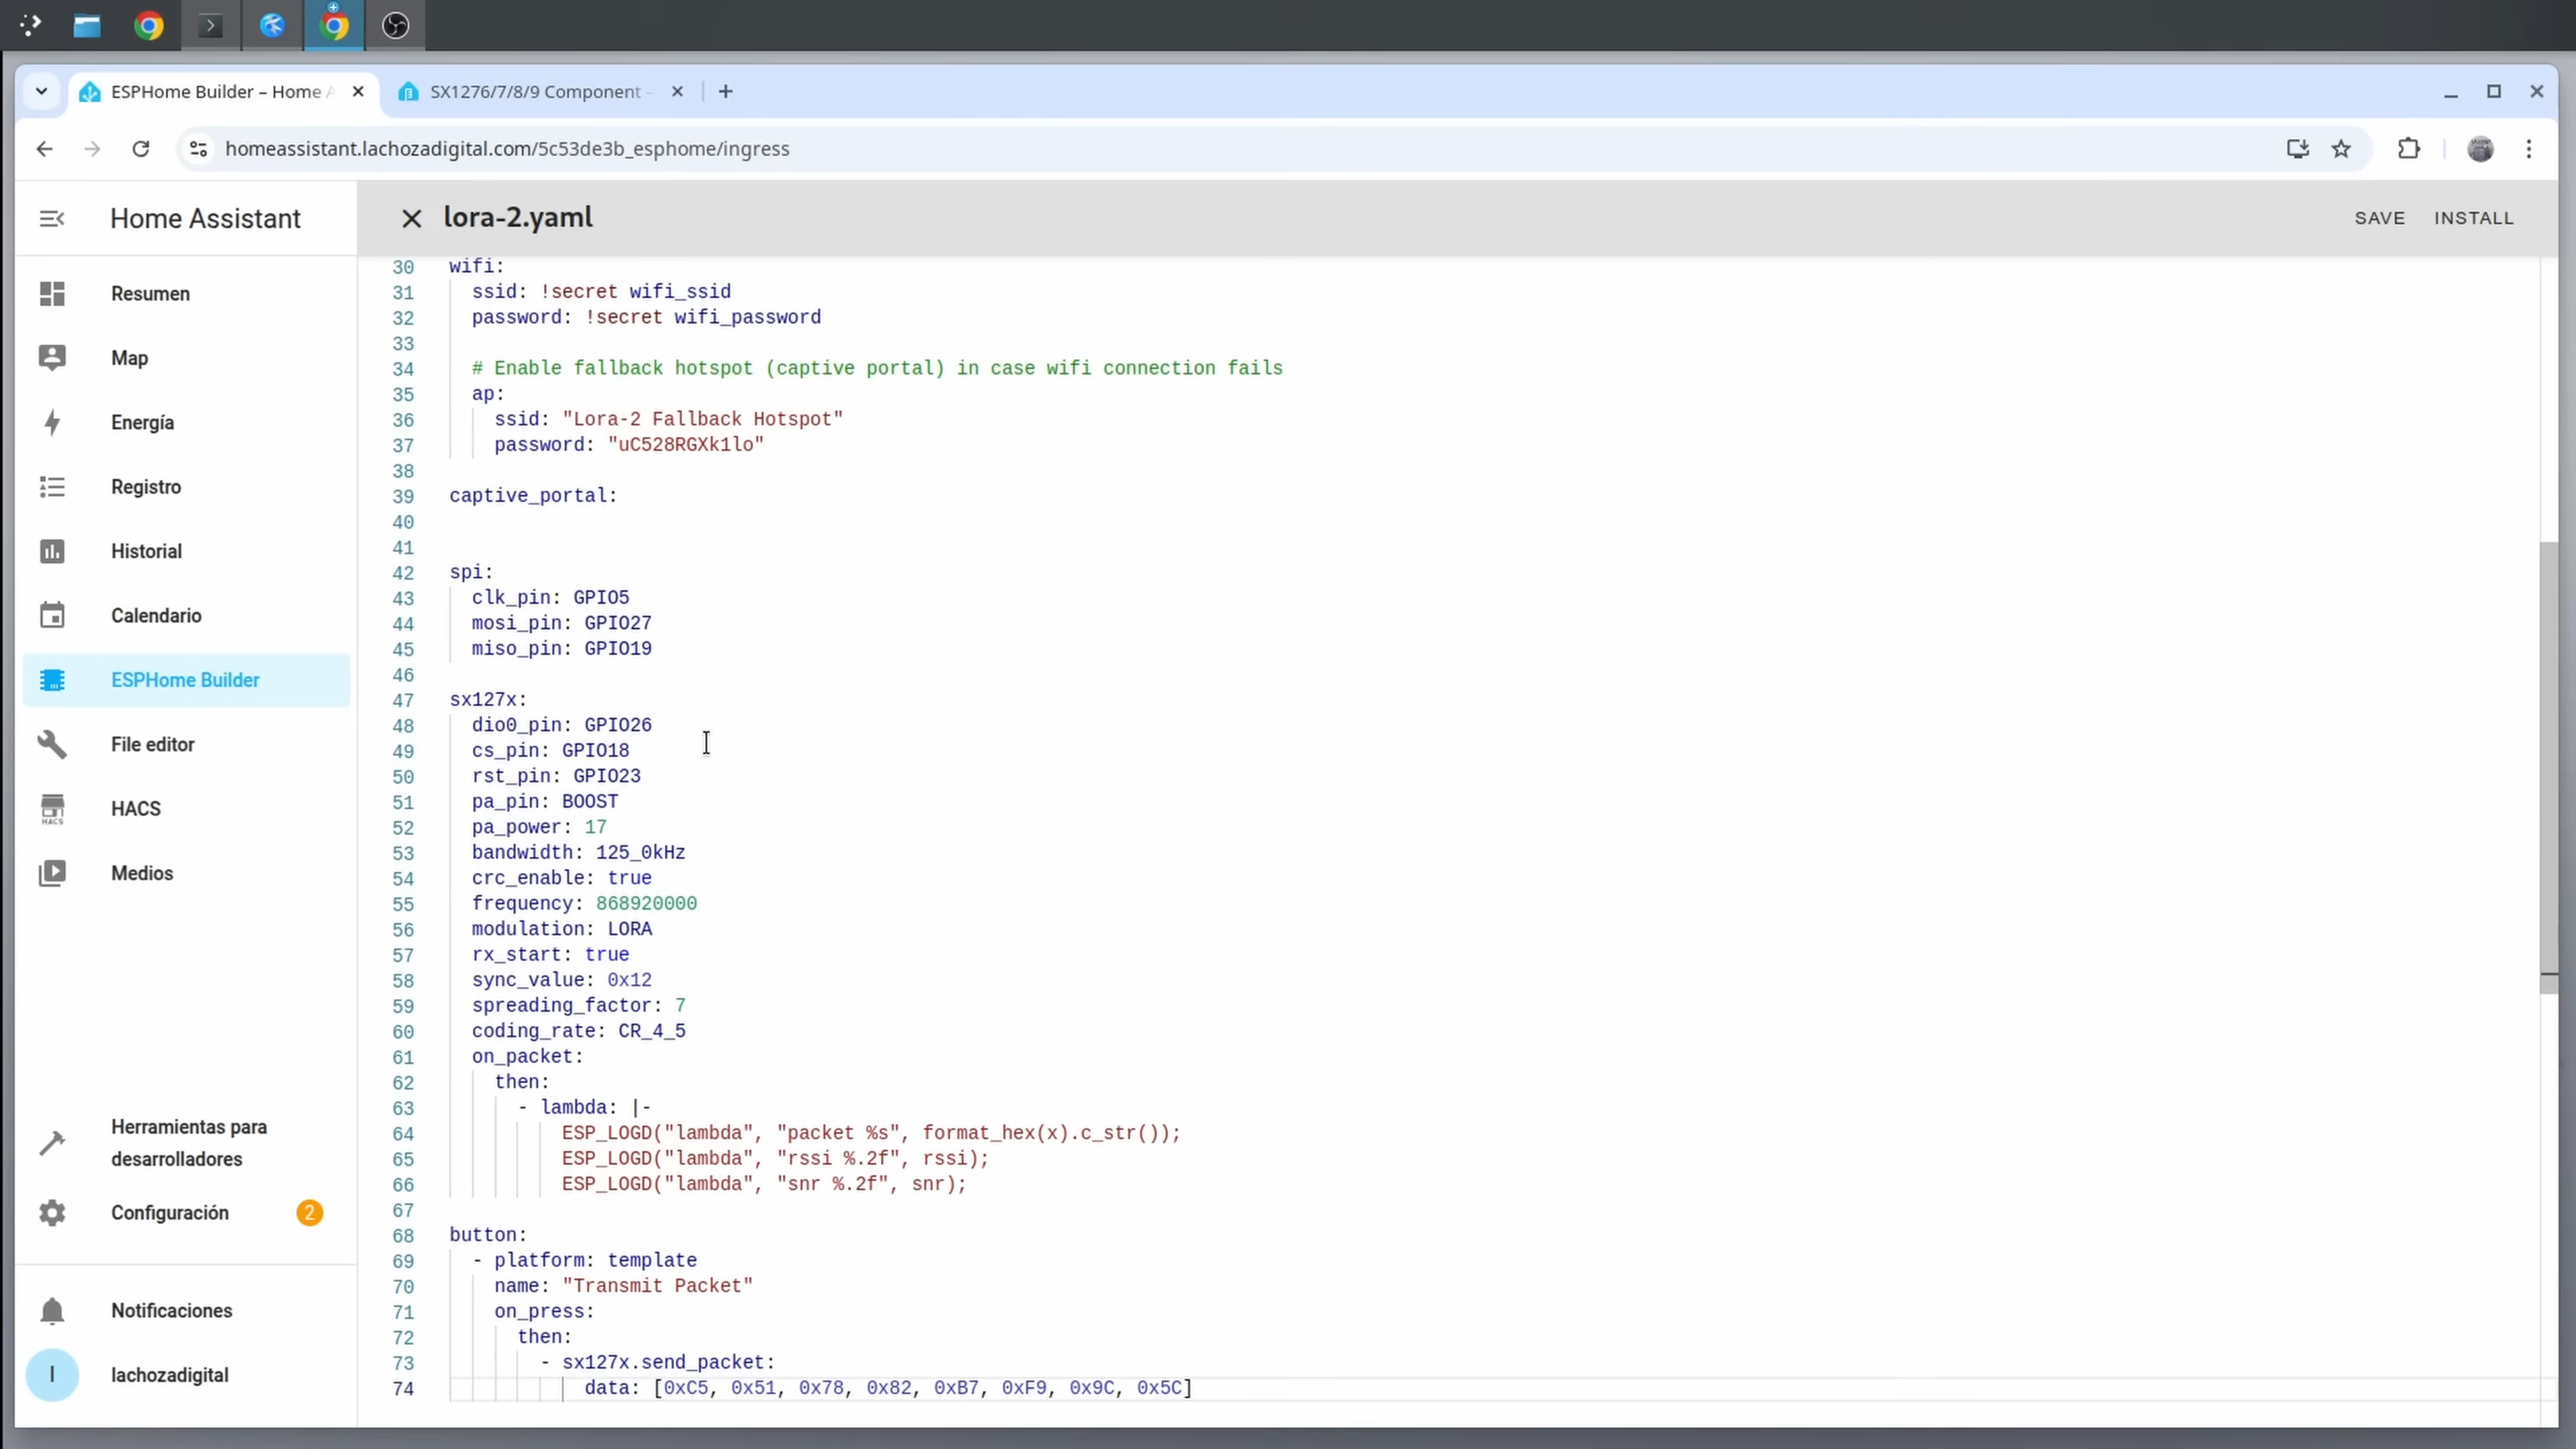 ESPHome Builder – Home A
SX1276/7/8/9 Component -
homeassistant.lachozadigital.com/5c53de3b_esphome/ingress
Home Assistant
lora-2.yaml
SAVE INSTALL
Resumen
Map
Energía
Registro
Historial
Calendario
ESPHome Builder
File editor
HACS
HACS
Medios
Herramientas para
desarrolladores
Configuración 2
Notificaciones
l lachozadigital
30 wifi:
31 ssid: !secret wifi_ssid
32 password: !secret wifi_password
33
34 # Enable fallback hotspot (captive portal) in case wifi connection fails
35 ap:
36 ssid: "Lora-2 Fallback Hotspot"
37 password: "uC528RGXk1lo"
38
39 captive_portal:
40
41
42 spi:
43 clk_pin: GPIO5
44 mosi_pin: GPIO27
45 miso_pin: GPIO19
46
47 sx127x:
48 dio0_pin: GPIO26
49 cs_pin: GPIO18
50 rst_pin: GPIO23
51 pa_pin: BOOST
52 pa_power: 17
53 bandwidth: 125_0kHz
54 crc_enable: true
55 frequency: 868920000
56 modulation: LORA
57 rx_start: true
58 sync_value: 0x12
59 spreading_factor: 7
60 coding_rate: CR_4_5
61 on_packet:
62 then:
63 - lambda: |-
64 ESP_LOGD("lambda", "packet %s", format_hex(x).c_str());
65 ESP_LOGD("lambda", "rssi %.2f", rssi);
66 ESP_LOGD("lambda", "snr %.2f", snr);
67
68 button:
69 - platform: template
70 name: "Transmit Packet"
71 on_press:
72 then:
73 - sx127x.send_packet:
74 data: [0xC5, 0x51, 0x78, 0x82, 0xB7, 0xF9, 0x9C, 0x5C]